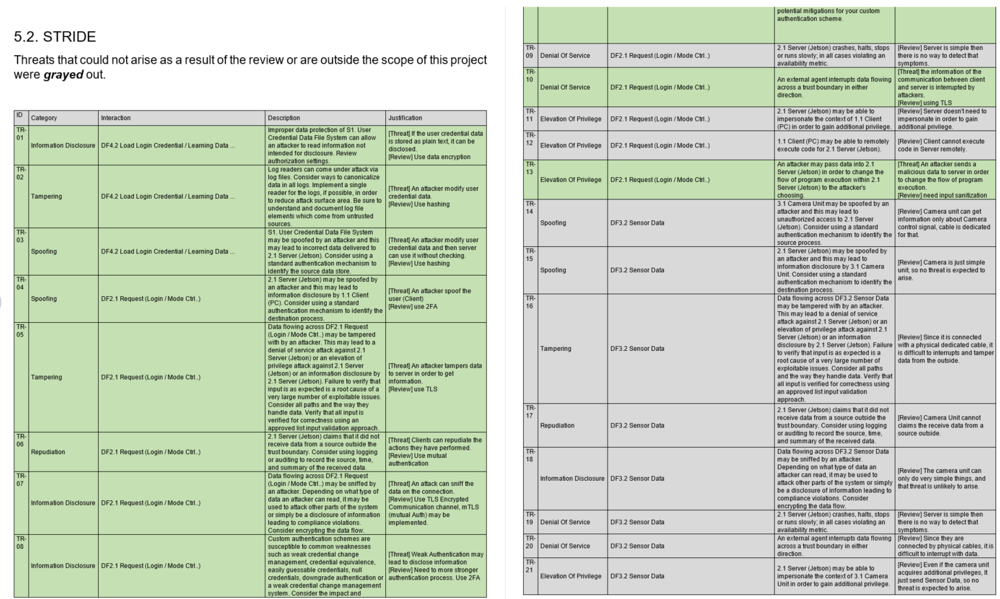 5.2. STRIDE
Threats that could not arise as a result of the review or are outside the scope of this project
were grayed out.
ID
Category
Interaction
Description
Justification
TR-
01
Information Disclosure
DF4.2 Load Login Credential / Learning Data ...
Improper data protection of S1. User
Credential Data File System can allow
an attacker to read information not
intended for disclosure. Review
authorization settings.
[Threat] If the user credential data
is stored as plain text, it can be
disclosed.
[Review] Use data encryption
TR-
02
Tampering
DF4.2 Load Login Credential / Learning Data ...
Log readers can come under attack via
log files. Consider ways to canonicalize
data in all logs. Implement a single
reader for the logs, if possible, in order
to reduce attack surface area. Be sure to
understand and document log file
elements which come from untrusted
sources.
[Threat] An attacker modify user
credential data.
[Review] Use hashing
TR-
03
Spoofing
DF4.2 Load Login Credential / Learning Data ...
S1. User Credential Data File System
may be spoofed by an attacker and this
may lead to incorrect data delivered to
2.1 Server (Jetson). Consider using a
standard authentication mechanism to
identify the source data store.
[Threat] An attacker modify user
credential data and then server
can use it without checking.
[Review] Use hashing
TR-
04
Spoofing
DF2.1 Request (Login / Mode Ctrl..)
2.1 Server (Jetson) may be spoofed by
an attacker and this may lead to
information disclosure by 1.1 Client
(PC). Consider using a standard
authentication mechanism to identify the
destination process.
[Threat] An attacker spoof the
user (Client)
[Review] use 2FA
TR-
05
Tampering
DF2.1 Request (Login / Mode Ctrl..)
Data flowing across DF2.1 Request
(Login / Mode Ctrl..) may be tampered
with by an attacker. This may lead to a
denial of service attack against 2.1
Server (Jetson) or an elevation of
privilege attack against 2.1 Server
(Jetson) or an information disclosure by
2.1 Server (Jetson). Failure to verify that
input is as expected is a root cause of a
very large number of exploitable issues.
Consider all paths and the way they
handle data. Verify that all input is
verified for correctness using an
approved list input validation approach.
[Threat] An attacker tampers data
to server in order to get
information.
[Review] use TLS
TR-
06
Repudiation
DF2.1 Request (Login / Mode Ctrl..)
2.1 Server (Jetson) claims that it did not
receive data from a source outside the
trust boundary. Consider using logging
or auditing to record the source, time,
and summary of the received data.
[Threat] Clients can repudiate the
actions they have performed.
[Review] Use mutual
authentication
TR-
07
Information Disclosure
DF2.1 Request (Login / Mode Ctrl..)
Data flowing across DF2.1 Request
(Login / Mode Ctrl..) may be sniffed by
an attacker. Depending on what type of
data an attacker can read, it may be
used to attack other parts of the system
or simply be a disclosure of information
leading to compliance violations.
Consider encrypting the data flow.
[Threat] An attack can sniff the
data on the connection.
[Review] Use TLS Encrypted
Communication channel, mTLS
(mutual Auth) may be
implemented.
TR-
08
Information Disclosure
DF2.1 Request (Login / Mode Ctrl..)
Custom authentication schemes are
susceptible to common weaknesses
such as weak credential change
management, credential equivalence,
easily guessable credentials, null
credentials, downgrade authentication or
a weak credential change management
system. Consider the impact and
[Threat] Weak Authentication may
lead to disclose information
[Review] Need to more stronger
authentication process. Use 2FA
potential mitigations for your custom
authentication scheme.
TR-
09
Denial Of Service
DF2.1 Request (Login / Mode Ctrl..)
2.1 Server (Jetson) crashes, halts, stops
or runs slowly; in all cases violating an
availability metric.
[Review] Server is simple then
there is no way to detect that
symptoms.
TR-
10
Denial Of Service
DF2.1 Request (Login / Mode Ctrl..)
An external agent interrupts data flowing
across a trust boundary in either
direction.
[Threat] the information of the
communication between client
and server is interrupted by
attackers.
[Review] using TLS
TR-
11
Elevation Of Privilege
DF2.1 Request (Login / Mode Ctrl..)
2.1 Server (Jetson) may be able to
impersonate the context of 1.1 Client
(PC) in order to gain additional privilege.
[Review] Server doesn't need to
impersonate in order to gain
additional privilege.
TR-
12
Elevation Of Privilege
DF2.1 Request (Login / Mode Ctrl..)
1.1 Client (PC) may be able to remotely
execute code for 2.1 Server (Jetson).
[Review] Client cannot execute
code in Server remotely.
TR-
13
Elevation Of Privilege
DF2.1 Request (Login / Mode Ctrl..)
An attacker may pass data into 2.1
Server (Jetson) in order to change the
flow of program execution within 2.1
Server (Jetson) to the attacker's
choosing.
[Threat] An attacker sends a
malicious data to server in order
to change the flow of program
execution.
[Review] need input sanitization
TR-
14
Spoofing
DF3.2 Sensor Data
3.1 Camera Unit may be spoofed by an
attacker and this may lead to
unauthorized access to 2.1 Server
(Jetson). Consider using a standard
authentication mechanism to identify the
source process.
[Review] Camera unit can get
information only about Camera
control signal, cable is dedicated
for that.
TR-
15
Spoofing
DF3.2 Sensor Data
2.1 Server (Jetson) may be spoofed by
an attacker and this may lead to
information disclosure by 3.1 Camera
Unit. Consider using a standard
authentication mechanism to identify the
destination process.
[Review] Camera is just simple
unit, so no threat is expected to
arise.
TR-
16
Tampering
DF3.2 Sensor Data
Data flowing across DF3.2 Sensor Data
may be tampered with by an attacker.
This may lead to a denial of service
attack against 2.1 Server (Jetson) or an
elevation of privilege attack against 2.1
Server (Jetson) or an information
disclosure by 2.1 Server (Jetson). Failure
to verify that input is as expected is a
root cause of a very large number of
exploitable issues. Consider all paths
and the way they handle data. Verify that
all input is verified for correctness using
an approved list input validation
approach.
[Review] Since it is connected
with a physical dedicated cable, it
is difficult to interrupts and tamper
data from the outside.
TR-
17
Repudiation
DF3.2 Sensor Data
2.1 Server (Jetson) claims that it did not
receive data from a source outside the
trust boundary. Consider using logging
or auditing to record the source, time,
and summary of the received data.
[Review] Camera Unit cannot
claims the receive data from a
source outside.
TR-
18
Information Disclosure
DF3.2 Sensor Data
Data flowing across DF3.2 Sensor Data
may be sniffed by an attacker.
Depending on what type of data an
attacker can read, it may be used to
attack other parts of the system or simply
be a disclosure of information leading to
compliance violations. Consider
encrypting the data flow.
[Review] The camera unit can
only do very simple things, and
that threat is unlikely to arise.
TR-
19
Denial Of Service
DF3.2 Sensor Data
2.1 Server (Jetson) crashes, halts, stops
or runs slowly; in all cases violating an
availability metric.
[Review] Server is simple then
there is no way to detect that
symptoms.
TR-
20
Denial Of Service
DF3.2 Sensor Data
An external agent interrupts data flowing
across a trust boundary in either
direction.
[Review] Since they are
connected by physical cables, it is
difficult to interrupt with data.
TR-
21
Elevation Of Privilege
DF3.2 Sensor Data
2.1 Server (Jetson) may be able to
impersonate the context of 3.1 Camera
Unit in order to gain additional privilege.
[Review] Even if the camera unit
acquires additional privileges, It
just send Sensor Data, so no
threat is expected to arise.